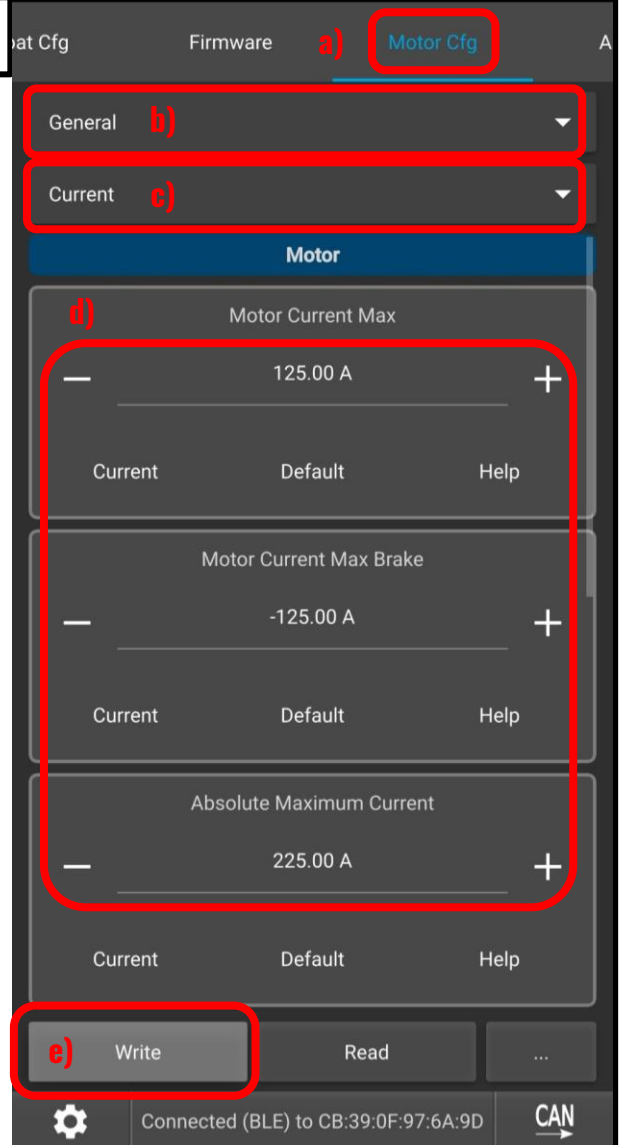 oat Cfg Firmware a) Motor Cfg A
General b)
Current c)
Motor
d) Motor Current Max
— 125.00 A +
Current Default Help
Motor Current Max Brake
— -125.00 A +
Current Default Help
Absolute Maximum Current
— 225.00 A +
Current Default Help
e) Write Read ...
Connected (BLE) to CB:39:0F:97:6A:9D CAN